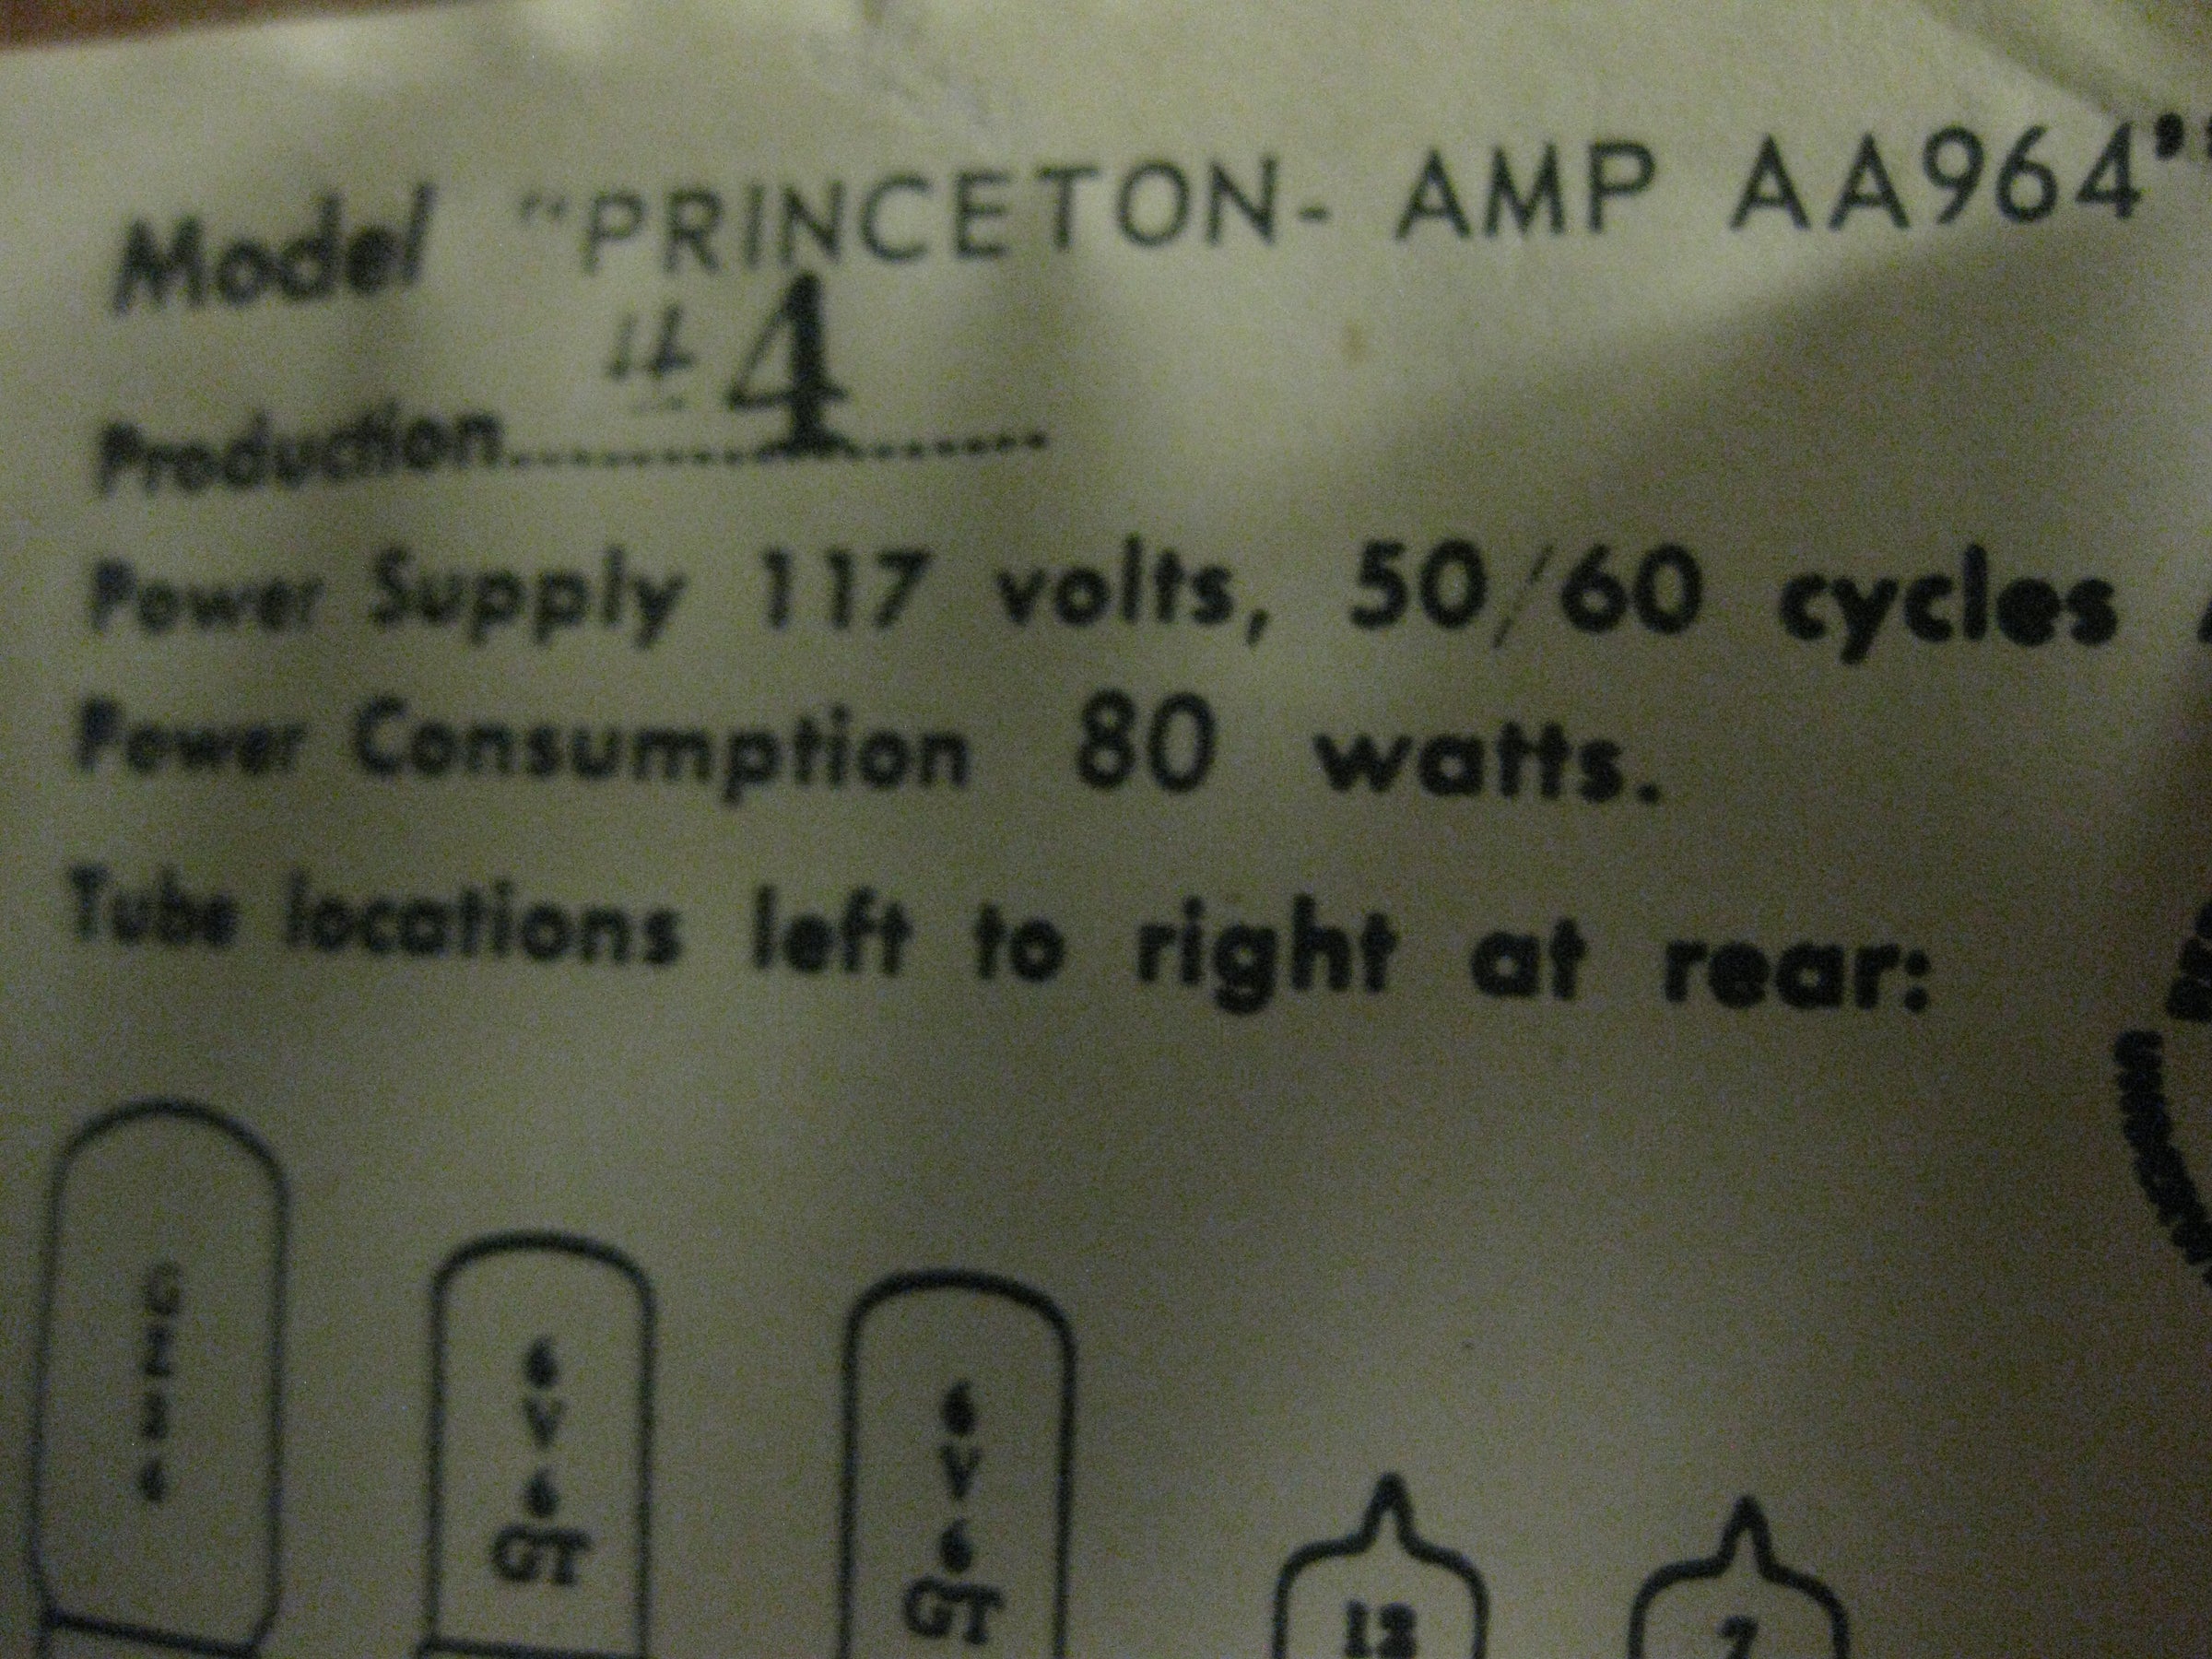 Model "PRINCETON- AMP AA964"
Production # 4
Power Supply 117 volts, 50/60 cycles
Power Consumption 80 watts.
Tube locations left to right at rear:
GZ34
6V6GT
6V6GT
12
7